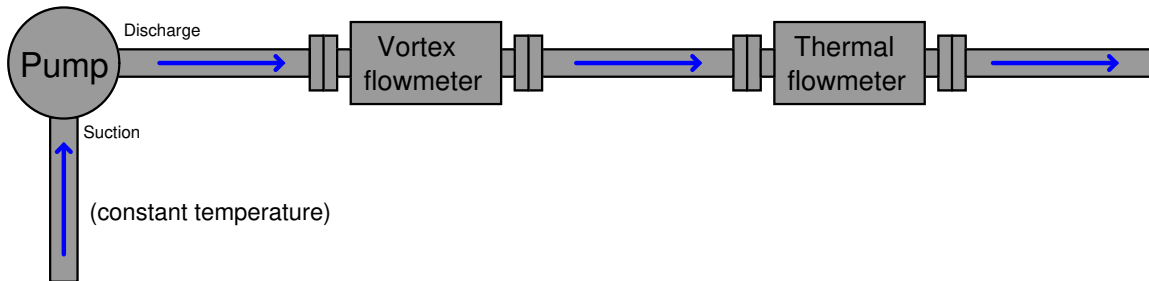 Pump
Discharge
Vortex
flowmeter
Thermal
flowmeter
Suction
(constant temperature)